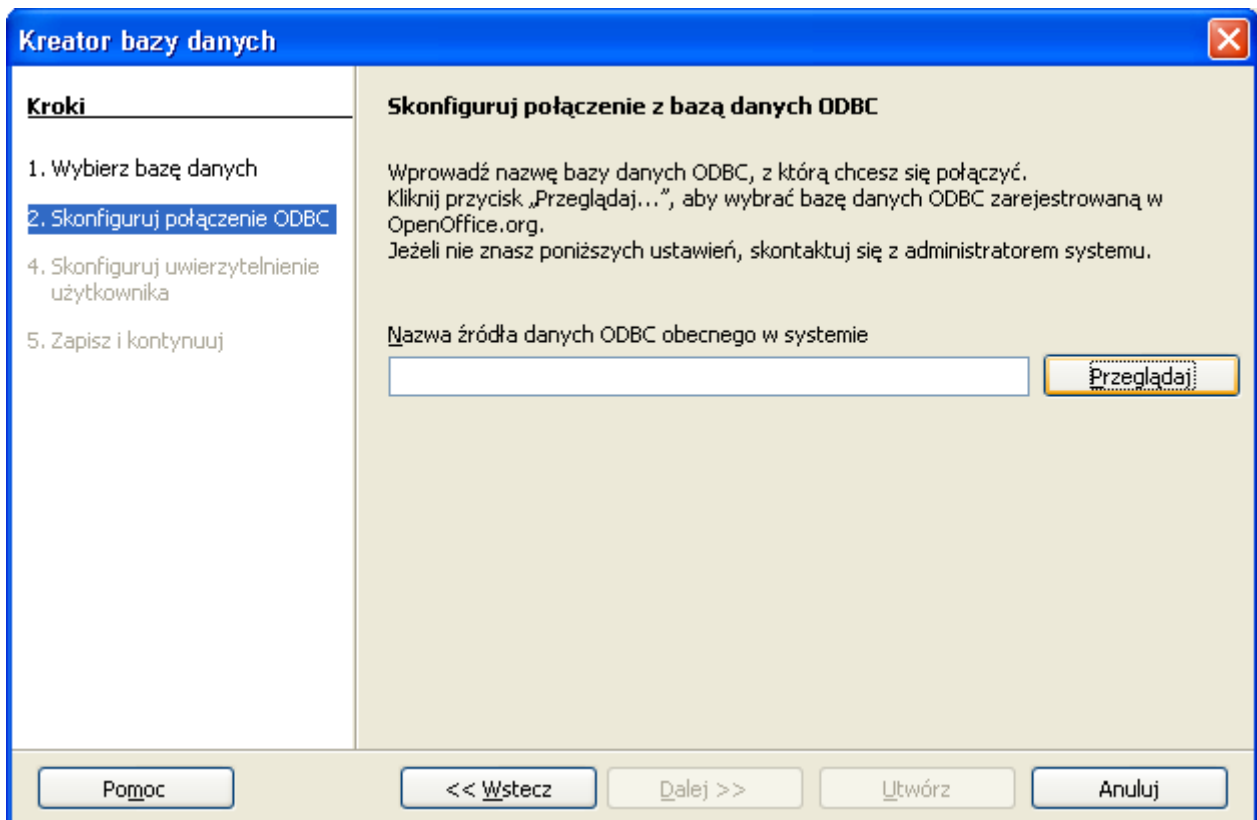 Kreator bazy danych
Kroki
1. Wybierz bazę danych
2. Skonfiguruj połączenie ODBC
4. Skonfiguruj uwierzytelnienie
użytkownika
5. Zapisz i kontynuuj
Skonfiguruj połączenie z bazą danych ODBC
Wprowadź nazwę bazy danych ODBC, z którą chcesz się połączyć.
Kliknij przycisk „Przeglądaj...”, aby wybrać bazę danych ODBC zarejestrowaną w
OpenOffice.org.
Jeżeli nie znasz poniższych ustawień, skontaktuj się z administratorem systemu.
Nazwa źródła danych ODBC obecnego w systemie
Przeglądaj
Pomoc
<< Wstecz
Dalej >>
Utwórz
Anuluj